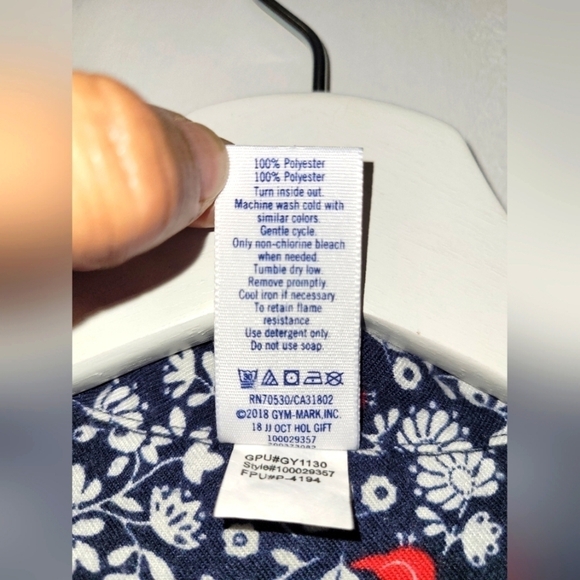 100% Polyester
100% Polyester
Turn inside out.
Machine wash cold with
similar colors.
Gentle cycle.
Only non-chlorine bleach
when needed.
Tumble dry low.
Remove promptly.
Cool iron if necessary.
To retain flame
resistance.
Use detergent only.
Do not use soap.
RN70530/CA31802
©2018 GYM-MARK,INC.
18 JJ OCT HOL GIFT
100029357
GPU#GY1130
Style#100029357
FPU#P-4194